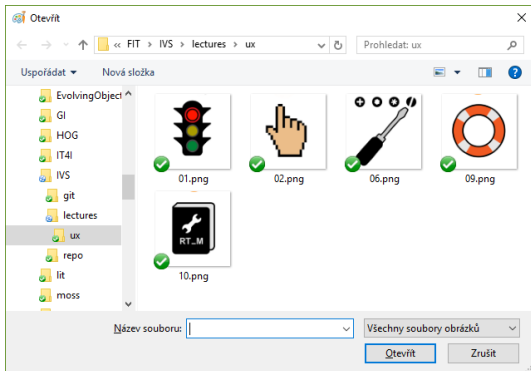 Otevřít
« FIT › IVS › lectures › ux
Prohledat: ux
Uspořádat
Nová složka
EvolvingObject
GI
HOG
IT4I
IVS
git
lectures
ux
repo
lit
moss
01.png
02.png
06.png
09.png
RT_M
10.png
Název souboru:
Všechny soubory obrázků
Otevřít
Zrušit